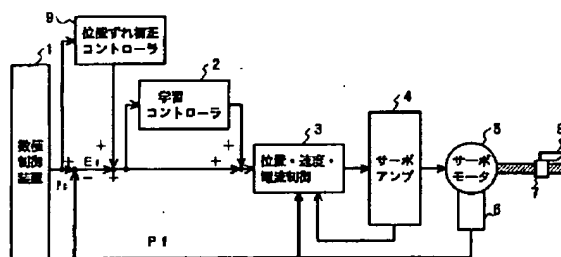 9
位置ずれ補正
コントローラ
1
数値
制御
装置
2
学習
コントローラ
3
位置・速度・
電流制御
4
サーボ
アンプ
5
サーボ
モータ
6
7
8
+
-
+
+
+
+
Pf